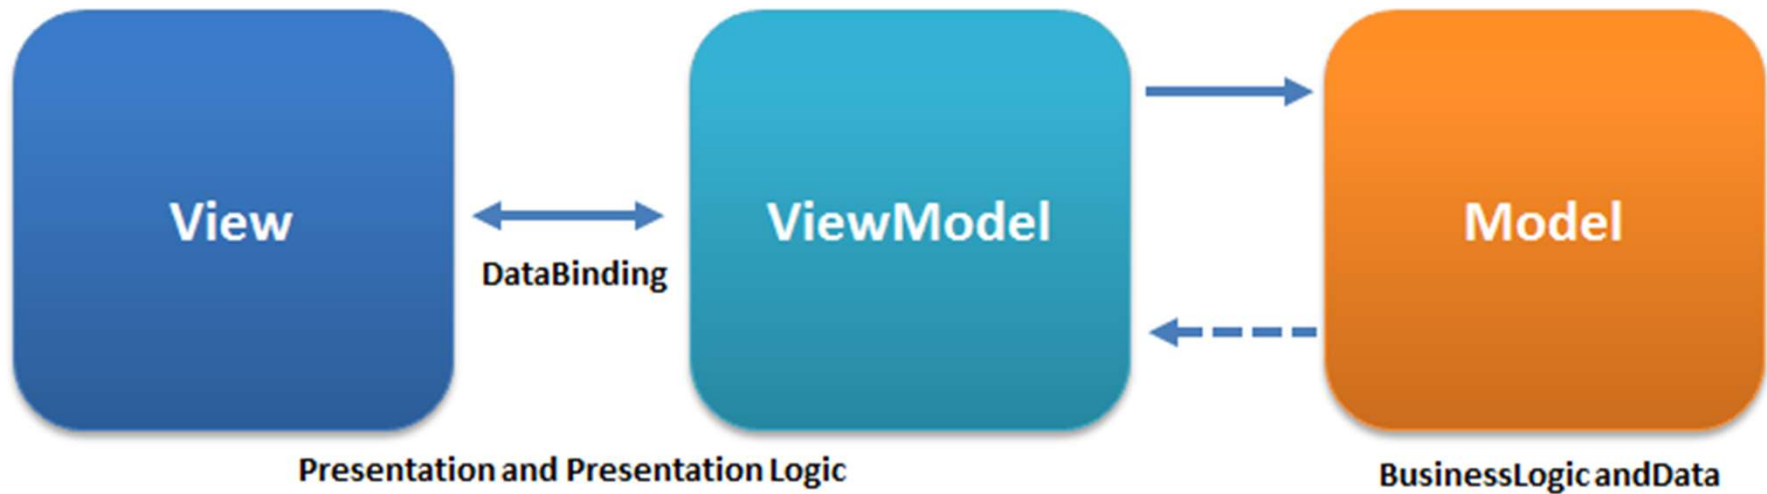 View
ViewModel
Model
DataBinding
Presentation and Presentation Logic
BusinessLogic andData